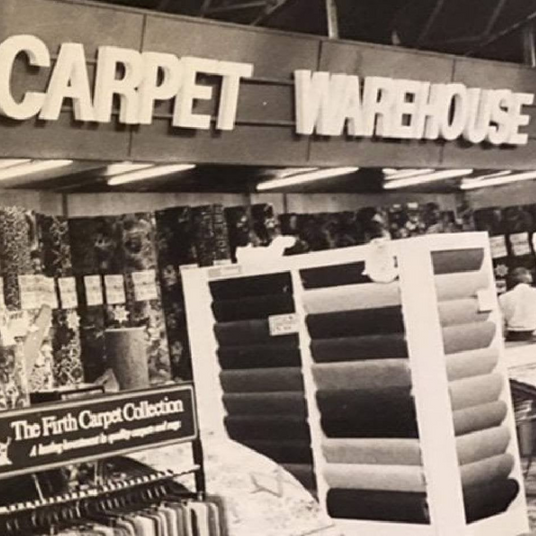 CARPET WAREHOUSE
The Firth Carpet Collection
A lasting investment in quality carpets and rugs